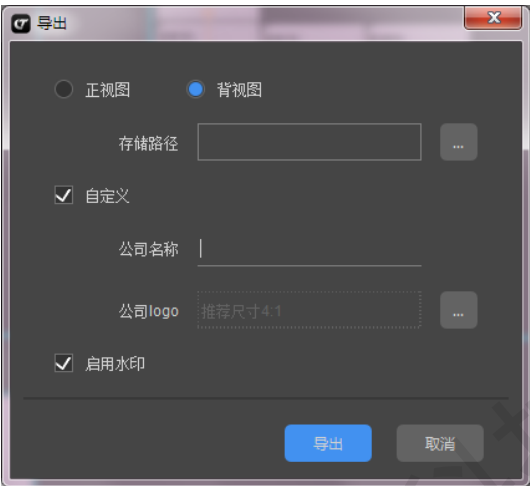 导出
正视图 背视图
存储路径 ...
自定义
公司名称
公司logo 推荐尺寸4:1 ...
启用水印
导出 取消